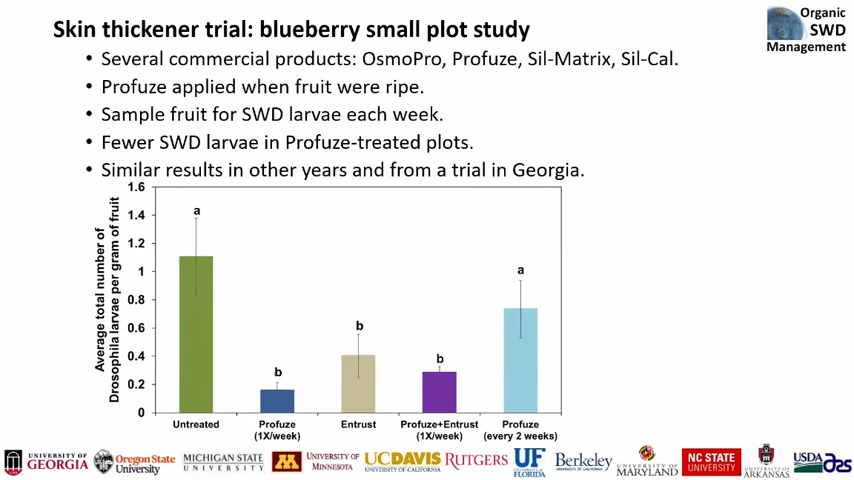 Skin thickener trial: blueberry small plot study
Organic
SWD
Management
• Several commercial products: OsmoPro, Profuze, Sil-Matrix, Sil-Cal.
• Profuze applied when fruit were ripe.
• Sample fruit for SWD larvae each week.
• Fewer SWD larvae in Profuze-treated plots.
• Similar results in other years and from a trial in Georgia.
Average total number of
Drosophila larvae per gram of fruit
1.6
1.4
1.2
1
0.8
0.6
0.4
0.2
0
a
b
b
b
a
Untreated
Profuze
(1X/week)
Entrust
Profuze+Entrust
(1X/week)
Profuze
(every 2 weeks)
UNIVERSITY OF
GEORGIA
Oregon State
University
MICHIGAN STATE
UNIVERSITY
M
UNIVERSITY OF
MINNESOTA
UCDAVIS
UNIVERSITY OF CALIFORNIA
RUTGERS
UF
UNIVERSITY of
FLORIDA
Berkeley
UNIVERSITY OF CALIFORNIA
UNIVERSITY OF
MARYLAND
NC STATE
UNIVERSITY
UNIVERSITY OF
ARKANSAS
USDA
ars